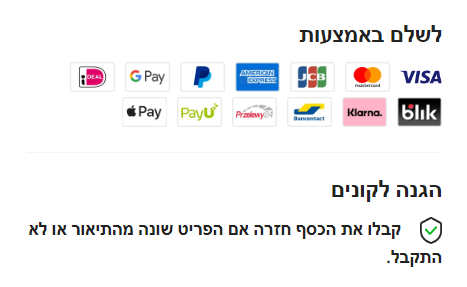 לשלם באמצעות
VISA mastercard JCB AMERICAN EXPRESS G Pay iDEAL
blik Klarna. Bancontact Przelewy24 PayU Pay
הגנה לקונים
קבלו את הכסף חזרה אם הפריט שונה מהתיאור או לא
התקבל.